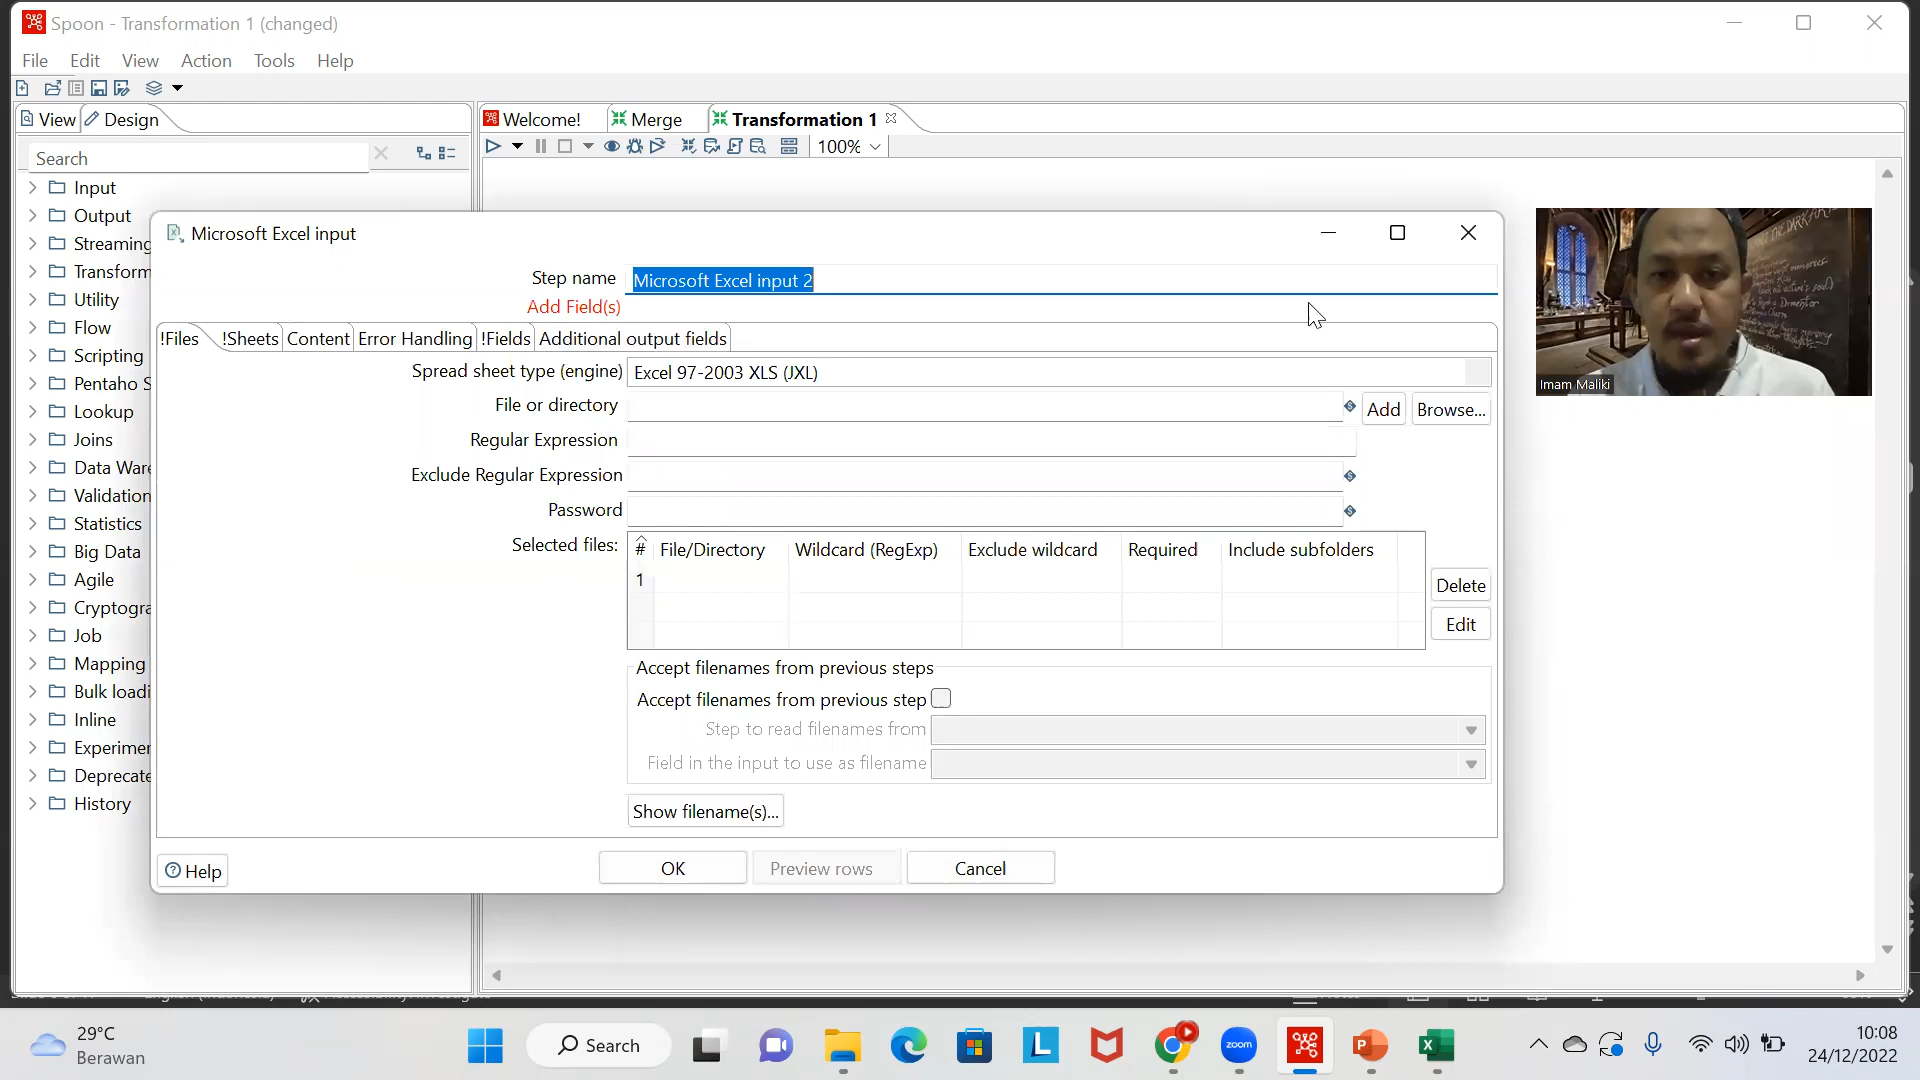 Spoon - Transformation 1 (changed)
File Edit View Action Tools Help
View Design
Welcome! Merge Transformation 1
100%
Search
Input
Output
Streaming
Transform
Utility
Flow
Scripting
Pentaho S
Lookup
Joins
Data Ware
Validation
Statistics
Big Data
Agile
Cryptogra
Job
Mapping
Bulk loadi
Inline
Experimen
Deprecate
History
Microsoft Excel input
Step name Microsoft Excel input 2
Add Field(s)
!Files !Sheets Content Error Handling !Fields Additional output fields
Spread sheet type (engine) Excel 97-2003 XLS (JXL)
File or directory Add Browse...
Regular Expression
Exclude Regular Expression
Password
Selected files: # File/Directory Wildcard (RegExp) Exclude wildcard Required Include subfolders
1
Delete
Edit
Accept filenames from previous steps
Accept filenames from previous step
Step to read filenames from
Field in the input to use as filename
Show filename(s)...
Help OK Preview rows Cancel
Imam Maliki
29°C
Berawan
Search
zoom
10:08
24/12/2022